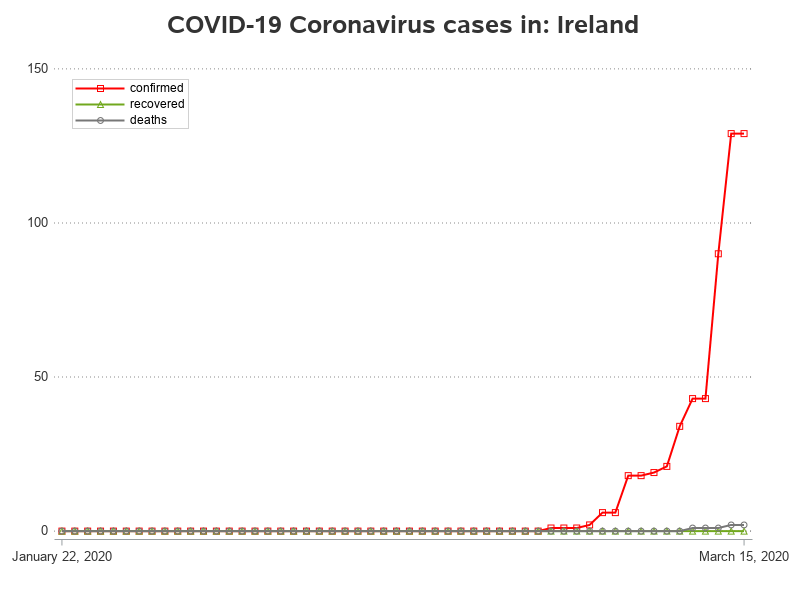 COVID-19 Coronavirus cases in: Ireland
150
confirmed
recovered
deaths
100
50
0
January 22, 2020 March 15, 2020